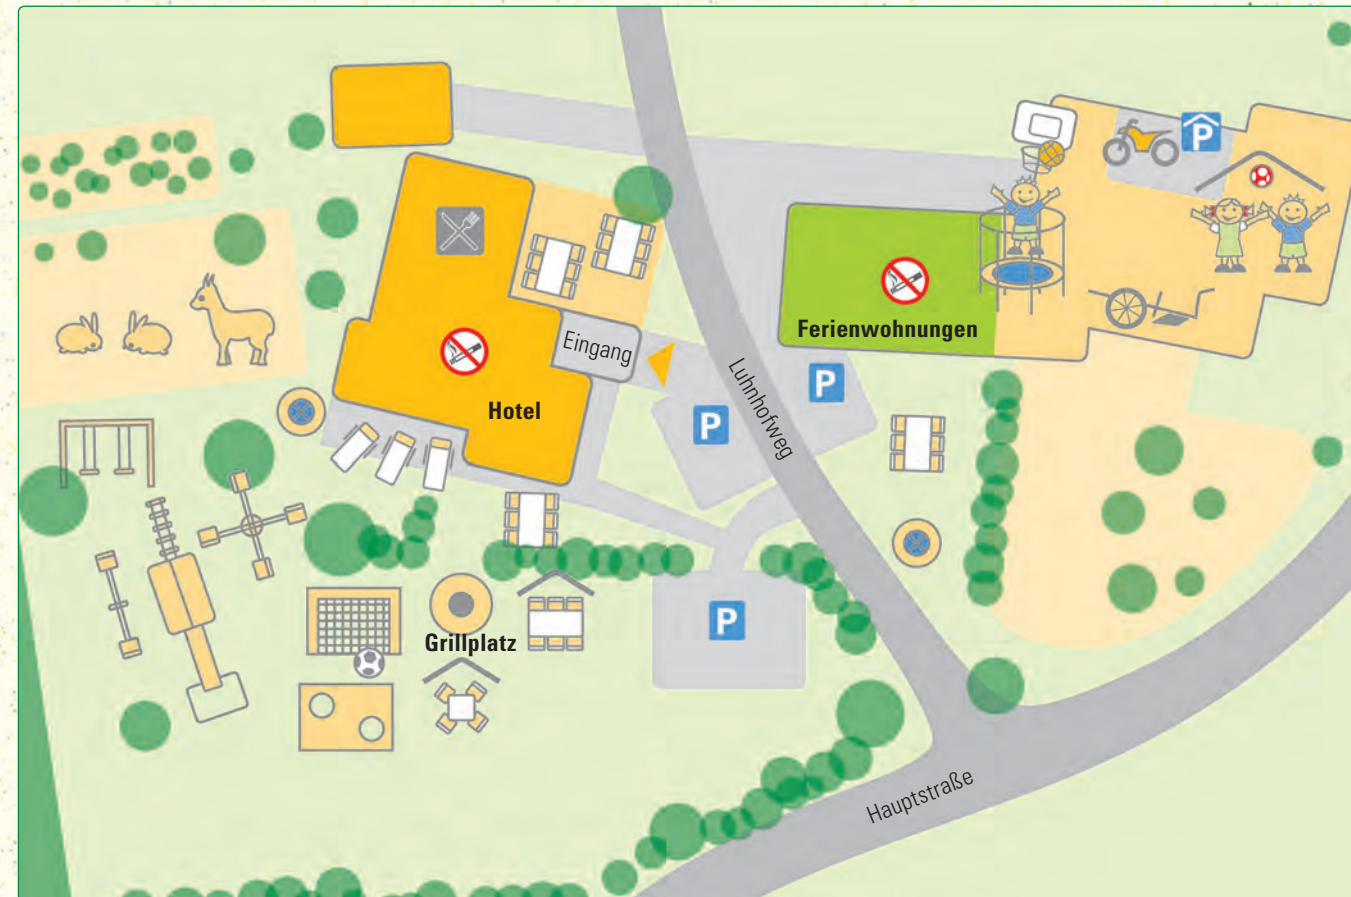 P
Eingang
Ferienwohnungen
Luhnhofweg
P
Hotel
P
P
Grillplatz
Hauptstraße